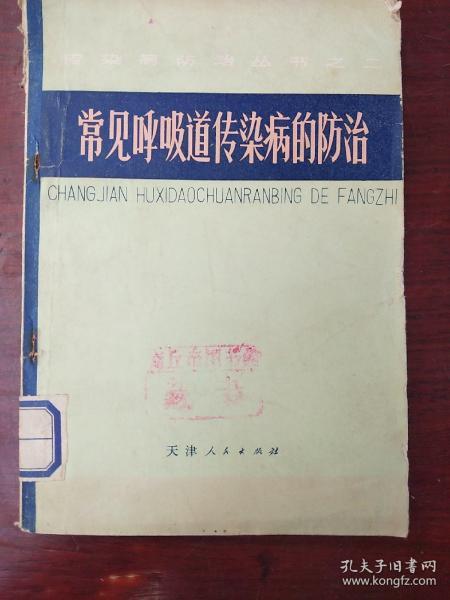 传染病防治丛书之二
常见呼吸道传染病的防治
CHANGJIAN HUXIDAOCHUANRANBING DE FANGZHI
天津人民出版社
孔夫子旧书网
www.kongfz.com